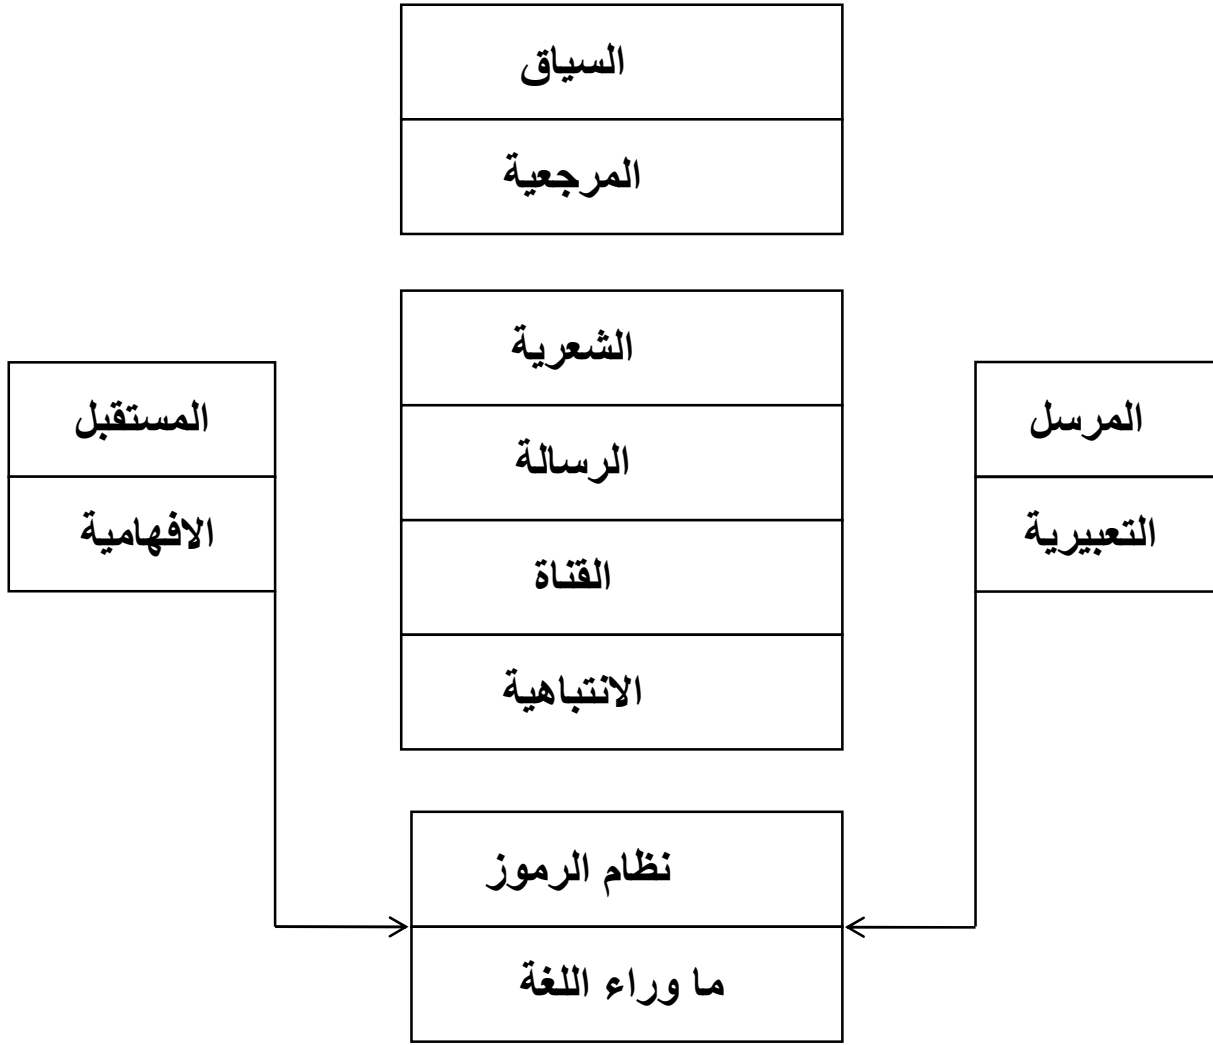 السياق
المرجعية
الشعرية
الرسالة
القناة
الانتباهية
المرسل
التعبيرية
المستقبل
الافهامية
نظام الرموز
ما وراء اللغة